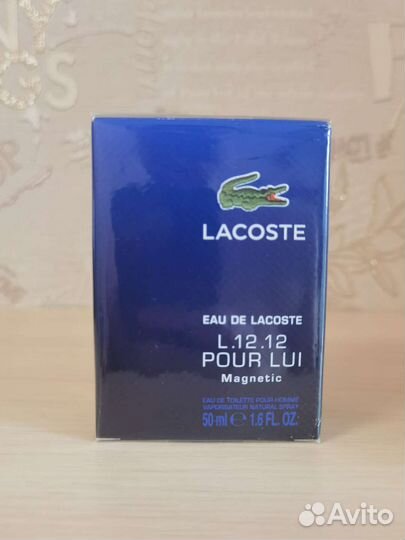 LACOSTE
EAU DE LACOSTE
L.12.12
POUR LUI
Magnetic
EAU DE TOILETTE POUR HOMME
VAPORISATEUR NATURAL SPRAY
50 ml e 1.6 FL. OZ.
Avito